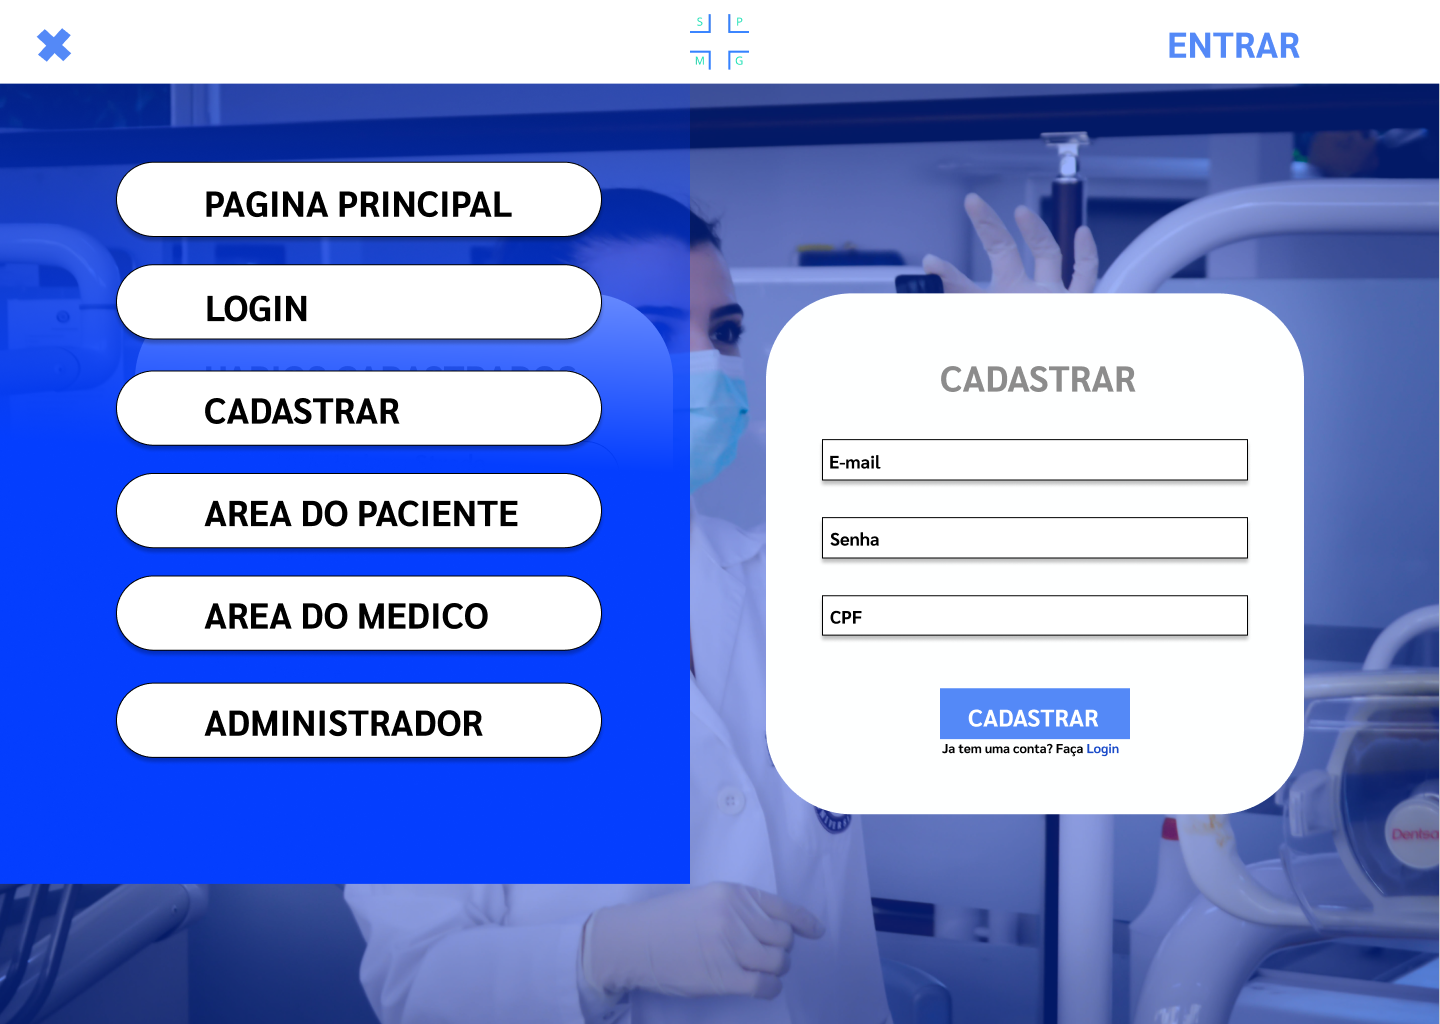 S P
M G
ENTRAR
PAGINA PRINCIPAL
LOGIN
CADASTRAR
AREA DO PACIENTE
AREA DO MEDICO
ADMINISTRADOR
CADASTRAR
E-mail
Senha
CPF
CADASTRAR
Ja tem uma conta? Faça Login